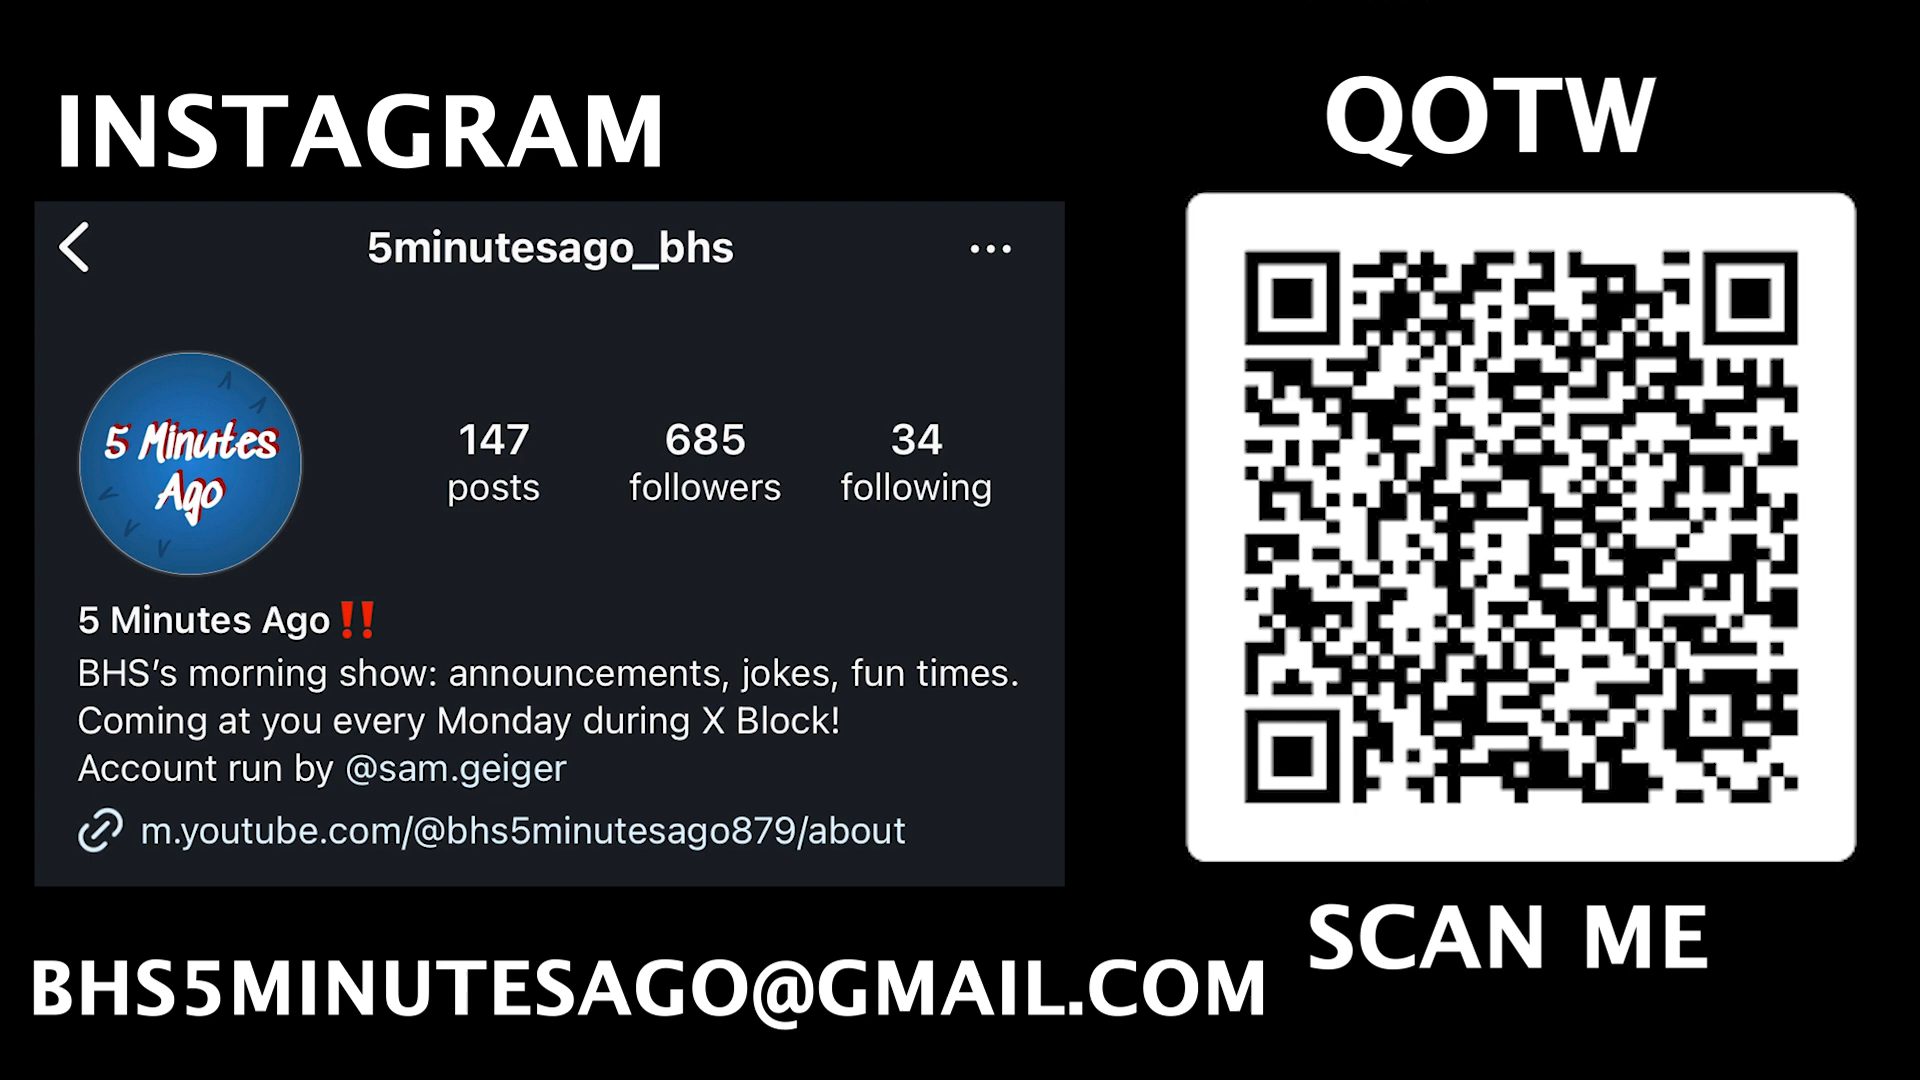 INSTAGRAM
5minutesago_bhs
5 Minutes
Ago
147
posts
685
followers
34
following
5 Minutes Ago‼️
BHS’s morning show: announcements, jokes, fun times.
Coming at you every Monday during X Block!
Account run by @sam.geiger
m.youtube.com/@bhs5minutesago879/about
BHS5MINUTESAGO@GMAIL.COM
QOTW
SCAN ME